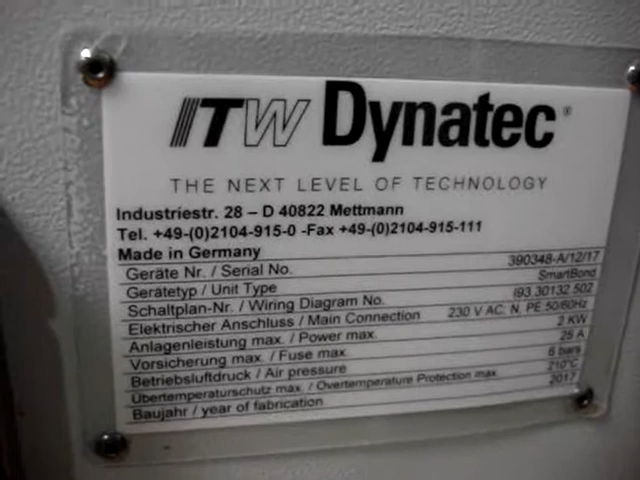 ITW Dynatec®
THE NEXT LEVEL OF TECHNOLOGY
Industriestr. 28 – D 40822 Mettmann
Tel. +49-(0)2104-915-0 -Fax +49-(0)2104-915-111
Made in Germany
Geräte Nr. / Serial No. 390348-A/12/17
Gerätetyp / Unit Type SmartBond
Schaltplan-Nr. / Wiring Diagram No. I93 30132 502
Elektrischer Anschluss / Main Connection 230 V AC, N, PE 50/60Hz
Anlagenleistung max. / Power max. 2 KW
Vorsicherung max. / Fuse max. 25 A
Betriebsluftdruck / Air pressure 6 bars
Übertemperaturschutz max. / Overtemperature Protection max. 210°C
Baujahr / year of fabrication 2017